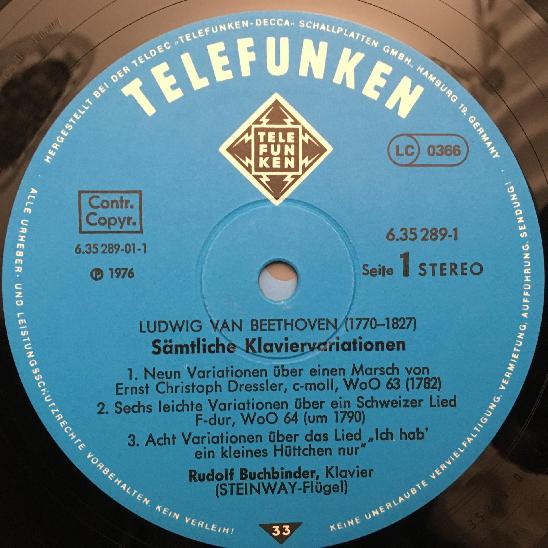 HERGESTELLT BEI DER TELDEC »TELEFUNKEN-DECCA« SCHALLPLATTEN GMBH, HAMBURG 19, GERMANY
TELEFUNKEN
TELE
FUN
KEN
LC 0366
Contr.
Copyr.
6.35 289-01-1
Ⓟ 1976
6.35 289-1
Seite 1 STEREO
LUDWIG VAN BEETHOVEN (1770–1827)
Sämtliche Klaviervariationen
1. Neun Variationen über einen Marsch von
Ernst Christoph Dressler, c-moll, WoO 63 (1782)
2. Sechs leichte Variationen über ein Schweizer Lied
F-dur, WoO 64 (um 1790)
3. Acht Variationen über das Lied „Ich hab'
ein kleines Hüttchen nur"
Rudolf Buchbinder, Klavier
(STEINWAY-Flügel)
33
ALLE URHEBER- UND LEISTUNGSSCHUTZRECHTE VORBEHALTEN. KEIN VERLEIH!
KEINE UNERLAUBTE VERVIELFÄLTIGUNG, VERMIETUNG, AUFFÜHRUNG, SENDUNG!